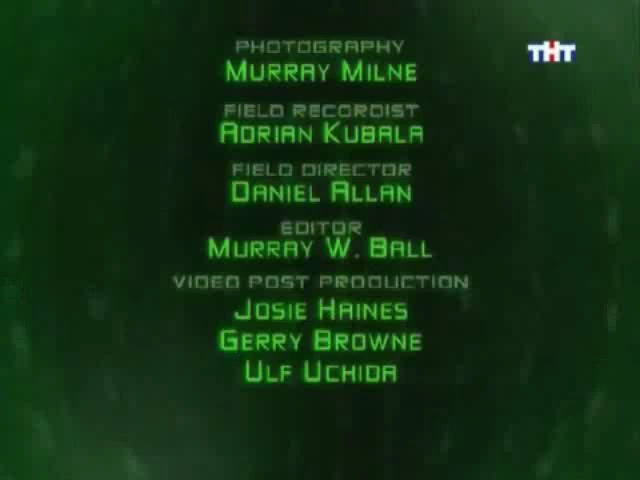 PHOTOGRAPHY
MURRAY MILNE
ТНТ
FIELD RECORDIST
ADRIAN KUBALA
FIELD DIRECTOR
DANIEL ALLAN
EDITOR
MURRAY W. BALL
VIDEO POST PRODUCTION
JOSIE HAINES
GERRY BROWNE
ULF UCHIDA